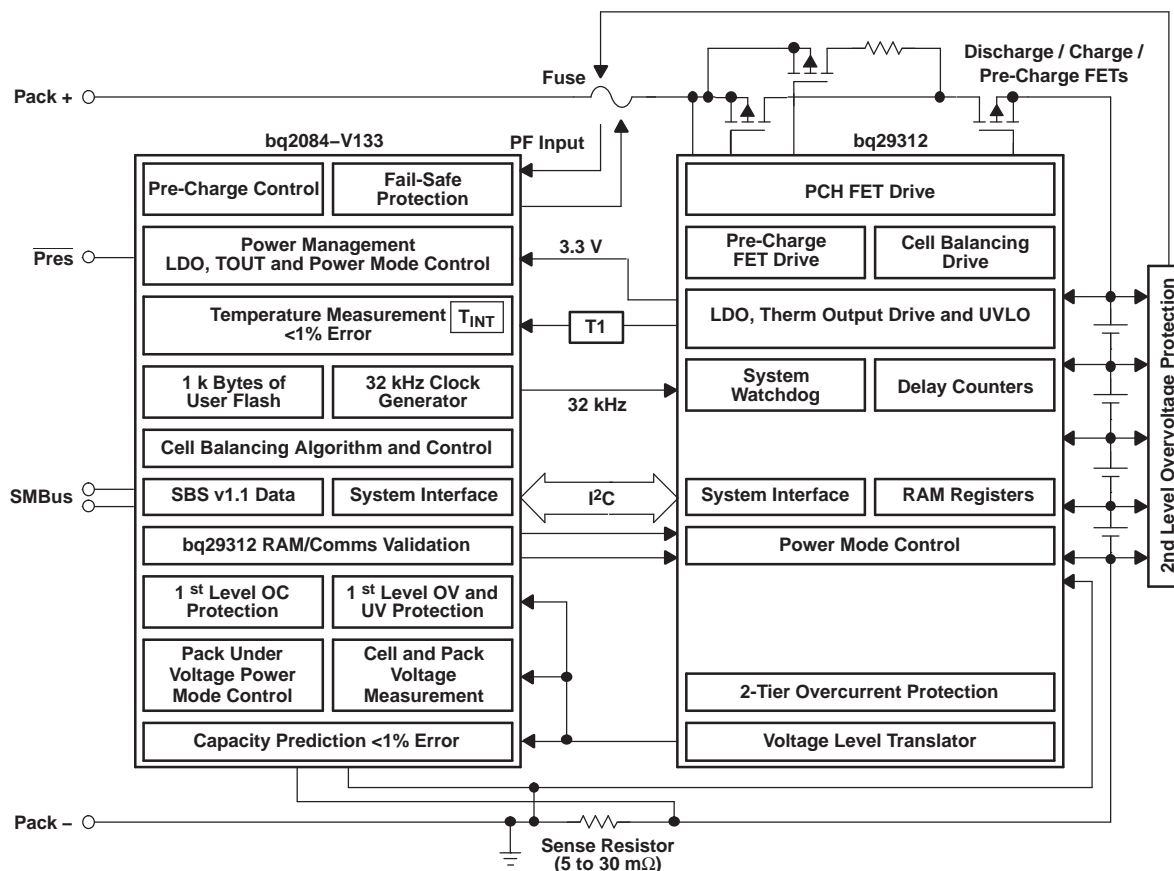 Discharge / Charge /
Pre-Charge FETs
Fuse
Pack +
bq2084–V133
PF Input
bq29312
Pre-Charge Control
Fail-Safe
Protection
PCH FET Drive
Pres
Power Management
LDO, TOUT and Power Mode Control
3.3 V
Pre-Charge
FET Drive
Cell Balancing
Drive
Temperature Measurement
<1% Error
TINT
T1
LDO, Therm Output Drive and UVLO
1 k Bytes of
User Flash
32 kHz Clock
Generator
32 kHz
System
Watchdog
Delay Counters
Cell Balancing Algorithm and Control
SMBus
SBS v1.1 Data
System Interface
I2C
System Interface
RAM Registers
bq29312 RAM/Comms Validation
Power Mode Control
2nd Level Overvoltage Protection
1 st Level OC
Protection
1 st Level OV and
UV Protection
Pack Under
Voltage Power
Mode Control
Cell and Pack
Voltage
Measurement
2-Tier Overcurrent Protection
Capacity Prediction <1% Error
Voltage Level Translator
Pack –
Sense Resistor
(5 to 30 mΩ)